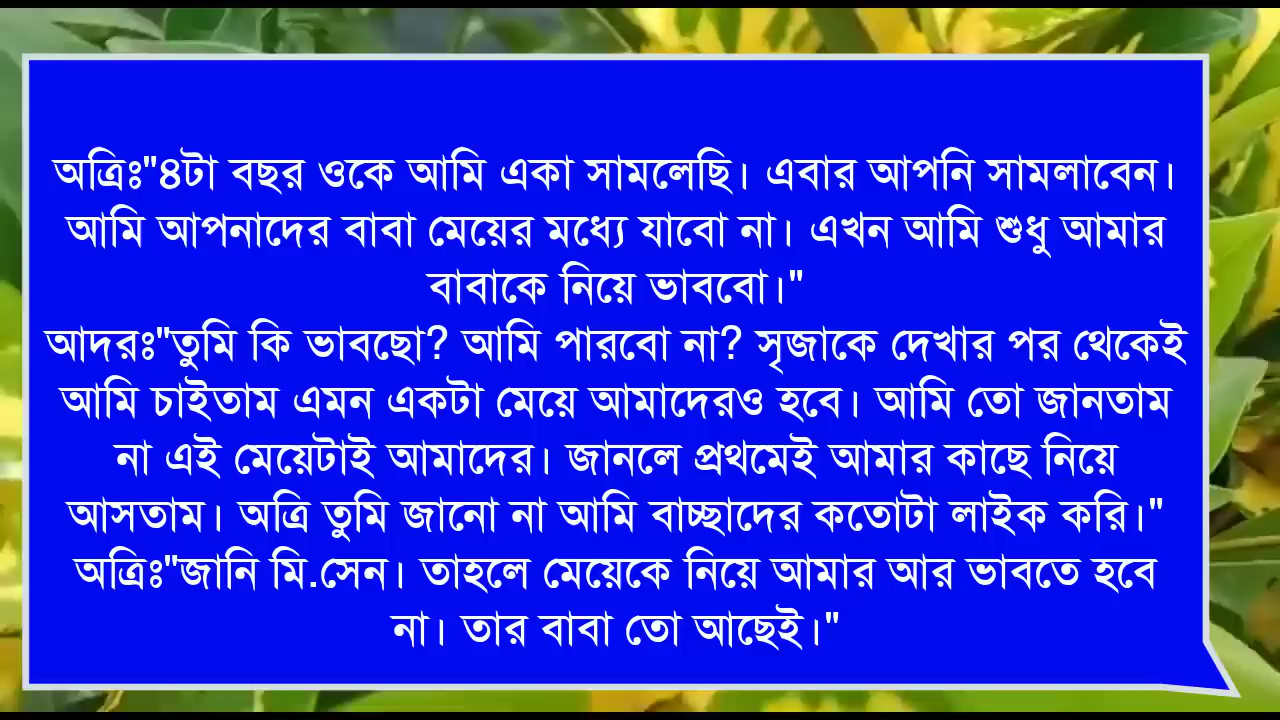 অত্রিঃ"৪টা বছর ওকে আমি একা সামলেছি। এবার আপনি সামলাবেন।
আমি আপনাদের বাবা মেয়ের মধ্যে যাবো না। এখন আমি শুধু আমার
বাবাকে নিয়ে ভাববো।"
আদরঃ"তুমি কি ভাবছো? আমি পারবো না? সৃজাকে দেখার পর থেকেই
আমি চাইতাম এমন একটা মেয়ে আমাদেরও হবে। আমি তো জানতাম
না এই মেয়েটাই আমাদের। জানলে প্রথমেই আমার কাছে নিয়ে
আসতাম। অত্রি তুমি জানো না আমি বাচ্ছাদের কতোটা লাইক করি।"
অত্রিঃ"জানি মি.সেন। তাহলে মেয়েকে নিয়ে আমার আর ভাবতে হবে
না। তার বাবা তো আছেই।"